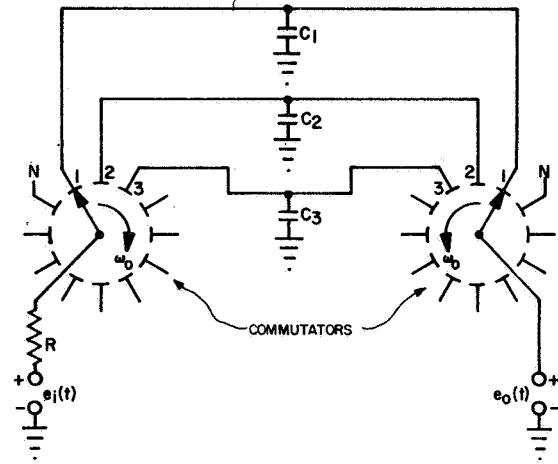 C1
C2
C3
N
1
2
3
3
2
1
N
ω0
ω0
COMMUTATORS
R
+
ei(t)
-
+
eo(t)
-